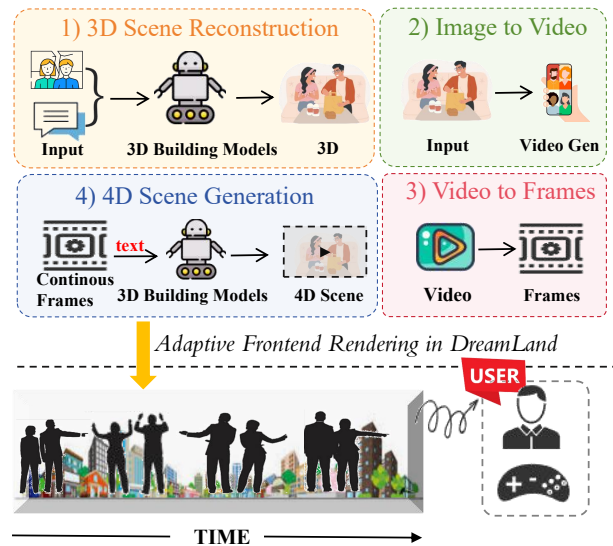 1) 3D Scene Reconstruction
Input
3D Building Models
3D
2) Image to Video
Input
Video Gen
4) 4D Scene Generation
text
Continous
Frames
3D Building Models
4D Scene
3) Video to Frames
Video
Frames
Adaptive Frontend Rendering in DreamLand
USER
TIME